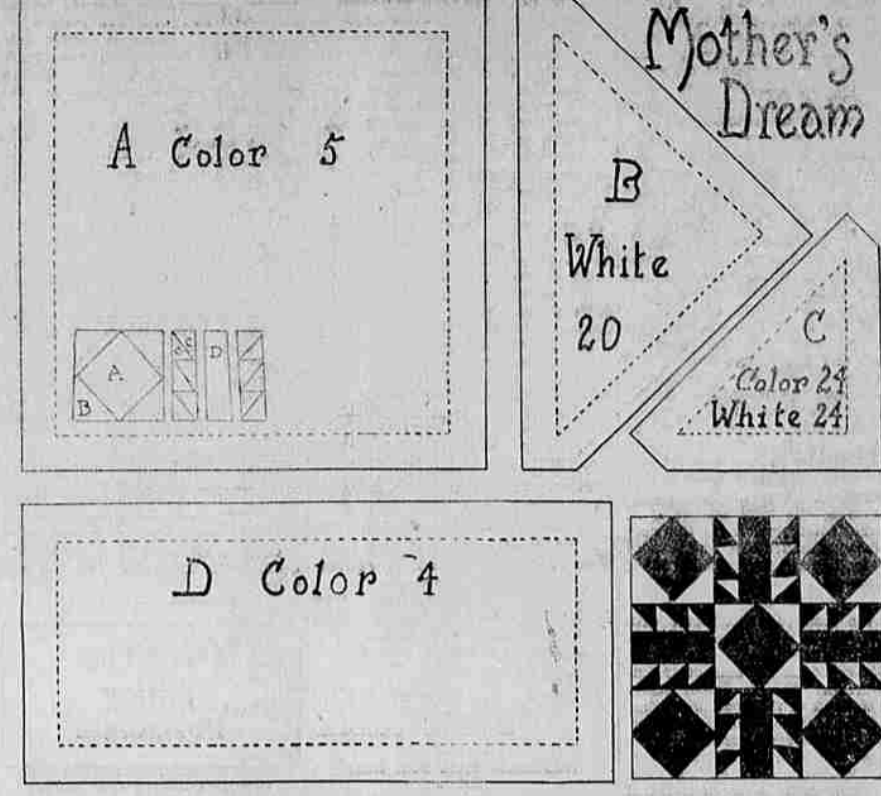 Mother's
Dream
A Color 5
B
White
20
C
Color 24
White 24
A
B
C
C
D
D Color 4